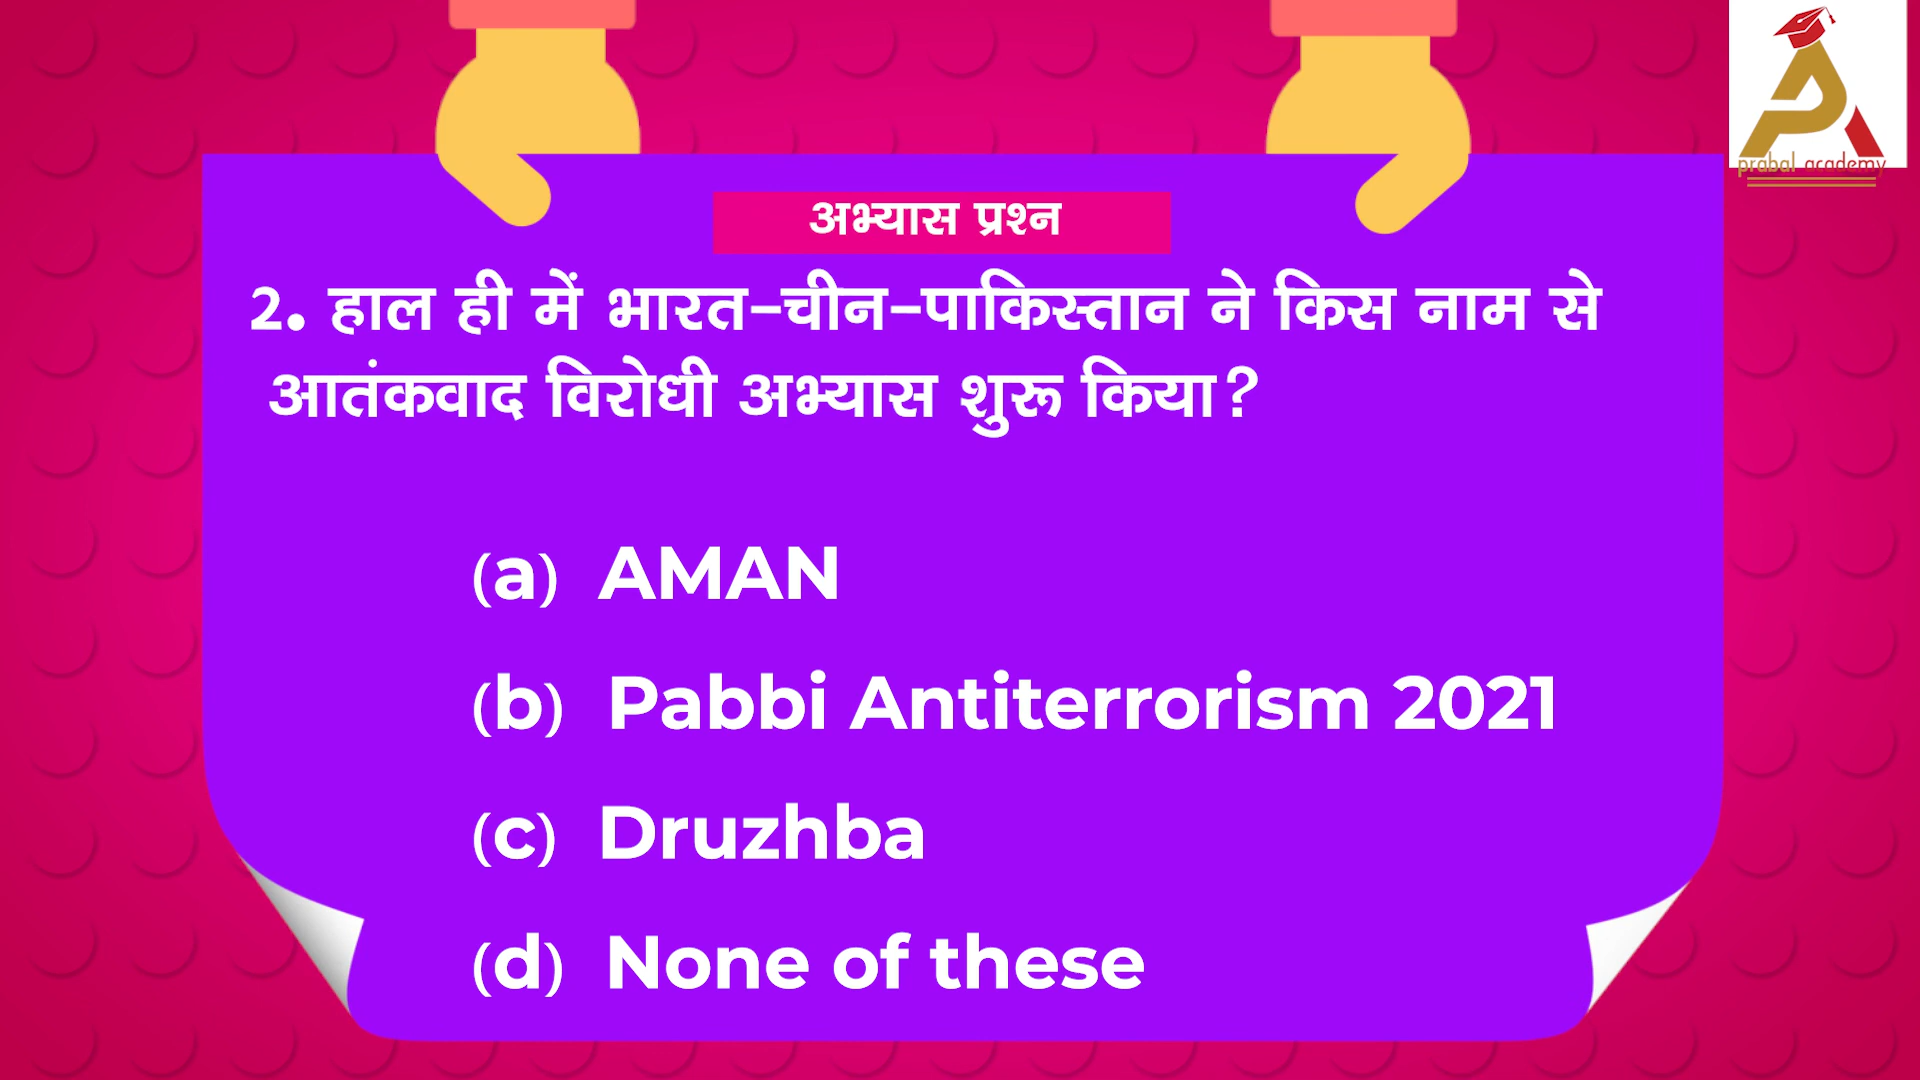 prabal academy
अभ्यास प्रश्न
2. हाल ही में भारत-चीन-पाकिस्तान ने किस नाम से
आतंकवाद विरोधी अभ्यास शुरू किया?
(a) AMAN
(b) Pabbi Antiterrorism 2021
(c) Druzhba
(d) None of these